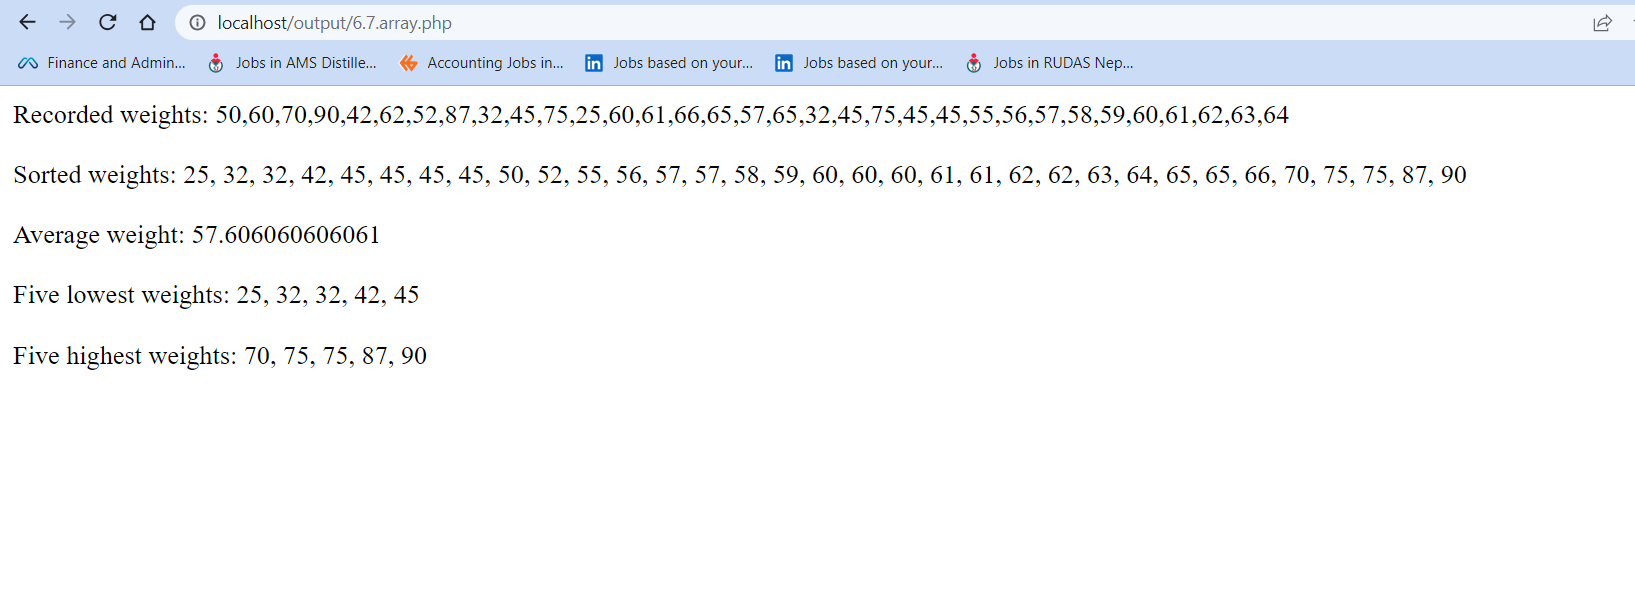 localhost/output/6.7.array.php
Finance and Admin... Jobs in AMS Distille... Accounting Jobs in... Jobs based on your... Jobs based on your... Jobs in RUDAS Nep...
Recorded weights: 50,60,70,90,42,62,52,87,32,45,75,25,60,61,66,65,57,65,32,45,75,45,45,55,56,57,58,59,60,61,62,63,64
Sorted weights: 25, 32, 32, 42, 45, 45, 45, 45, 50, 52, 55, 56, 57, 57, 58, 59, 60, 60, 60, 61, 61, 62, 62, 63, 64, 65, 65, 66, 70, 75, 75, 87, 90
Average weight: 57.606060606061
Five lowest weights: 25, 32, 32, 42, 45
Five highest weights: 70, 75, 75, 87, 90